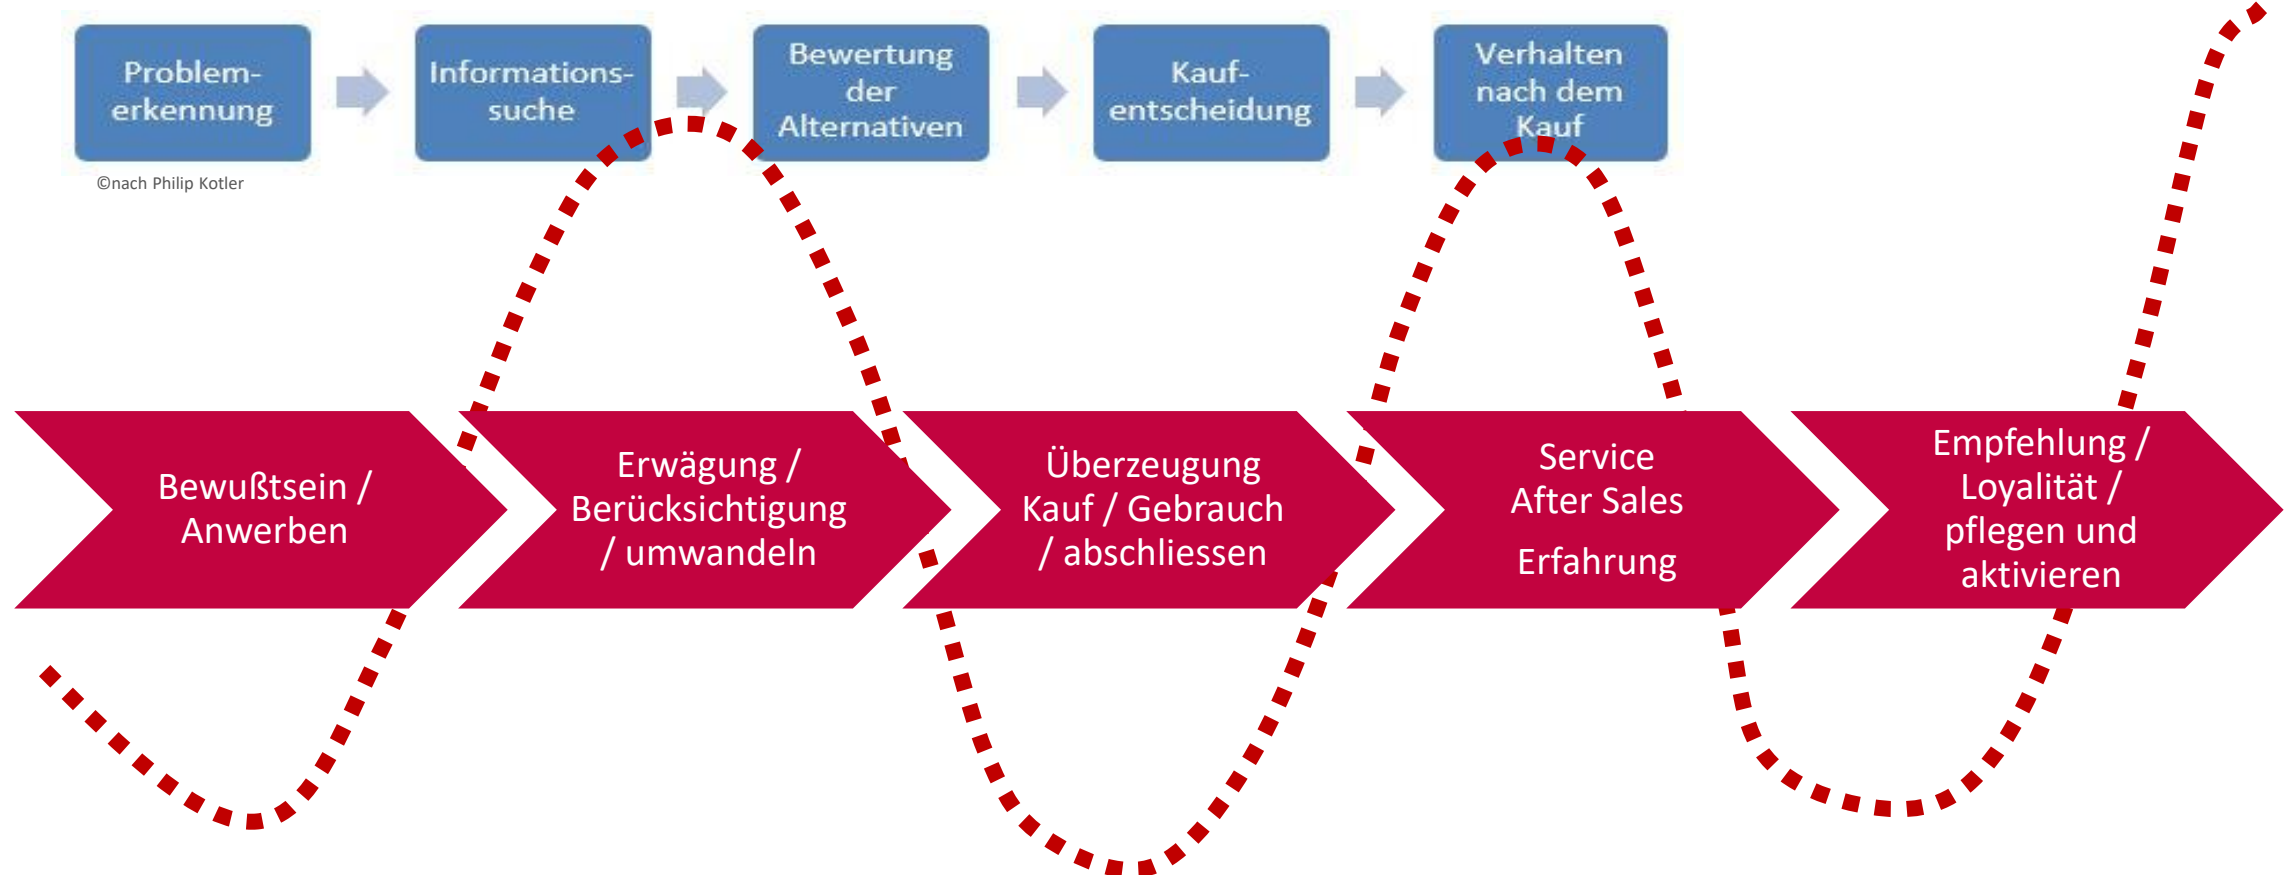 Problem-
erkennung
Informations-
suche
Bewertung
der
Alternativen
Kauf-
entscheidung
Verhalten
nach dem
Kauf
©nach Philip Kotler
Bewußtsein /
Anwerben
Erwägung /
Berücksichtigung
/ umwandeln
Überzeugung
Kauf / Gebrauch
/ abschliessen
Service
After Sales
Erfahrung
Empfehlung /
Loyalität /
pflegen und
aktivieren